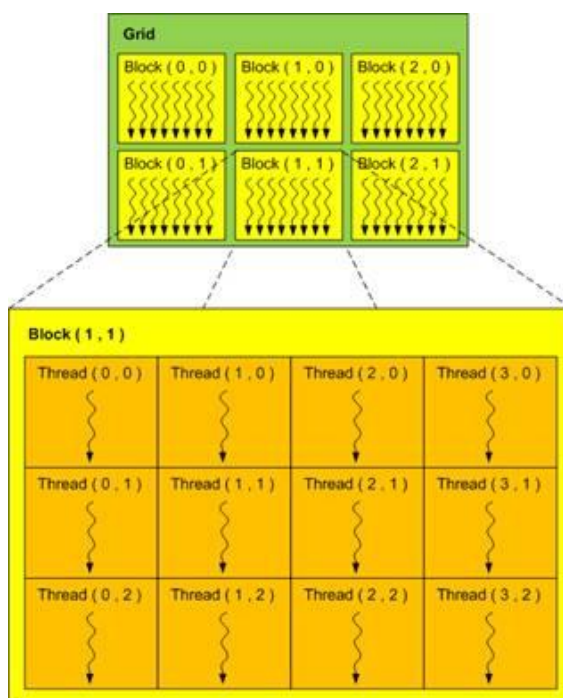 Grid
Block ( 0 , 0 ) Block ( 1 , 0 ) Block ( 2 , 0 )
Block ( 0 , 1 ) Block ( 1 , 1 ) Block ( 2 , 1 )
Block ( 1 , 1 )
Thread ( 0 , 0 ) Thread ( 1 , 0 ) Thread ( 2 , 0 ) Thread ( 3 , 0 )
Thread ( 0 , 1 ) Thread ( 1 , 1 ) Thread ( 2 , 1 ) Thread ( 3 , 1 )
Thread ( 0 , 2 ) Thread ( 1 , 2 ) Thread ( 2 , 2 ) Thread ( 3 , 2 )